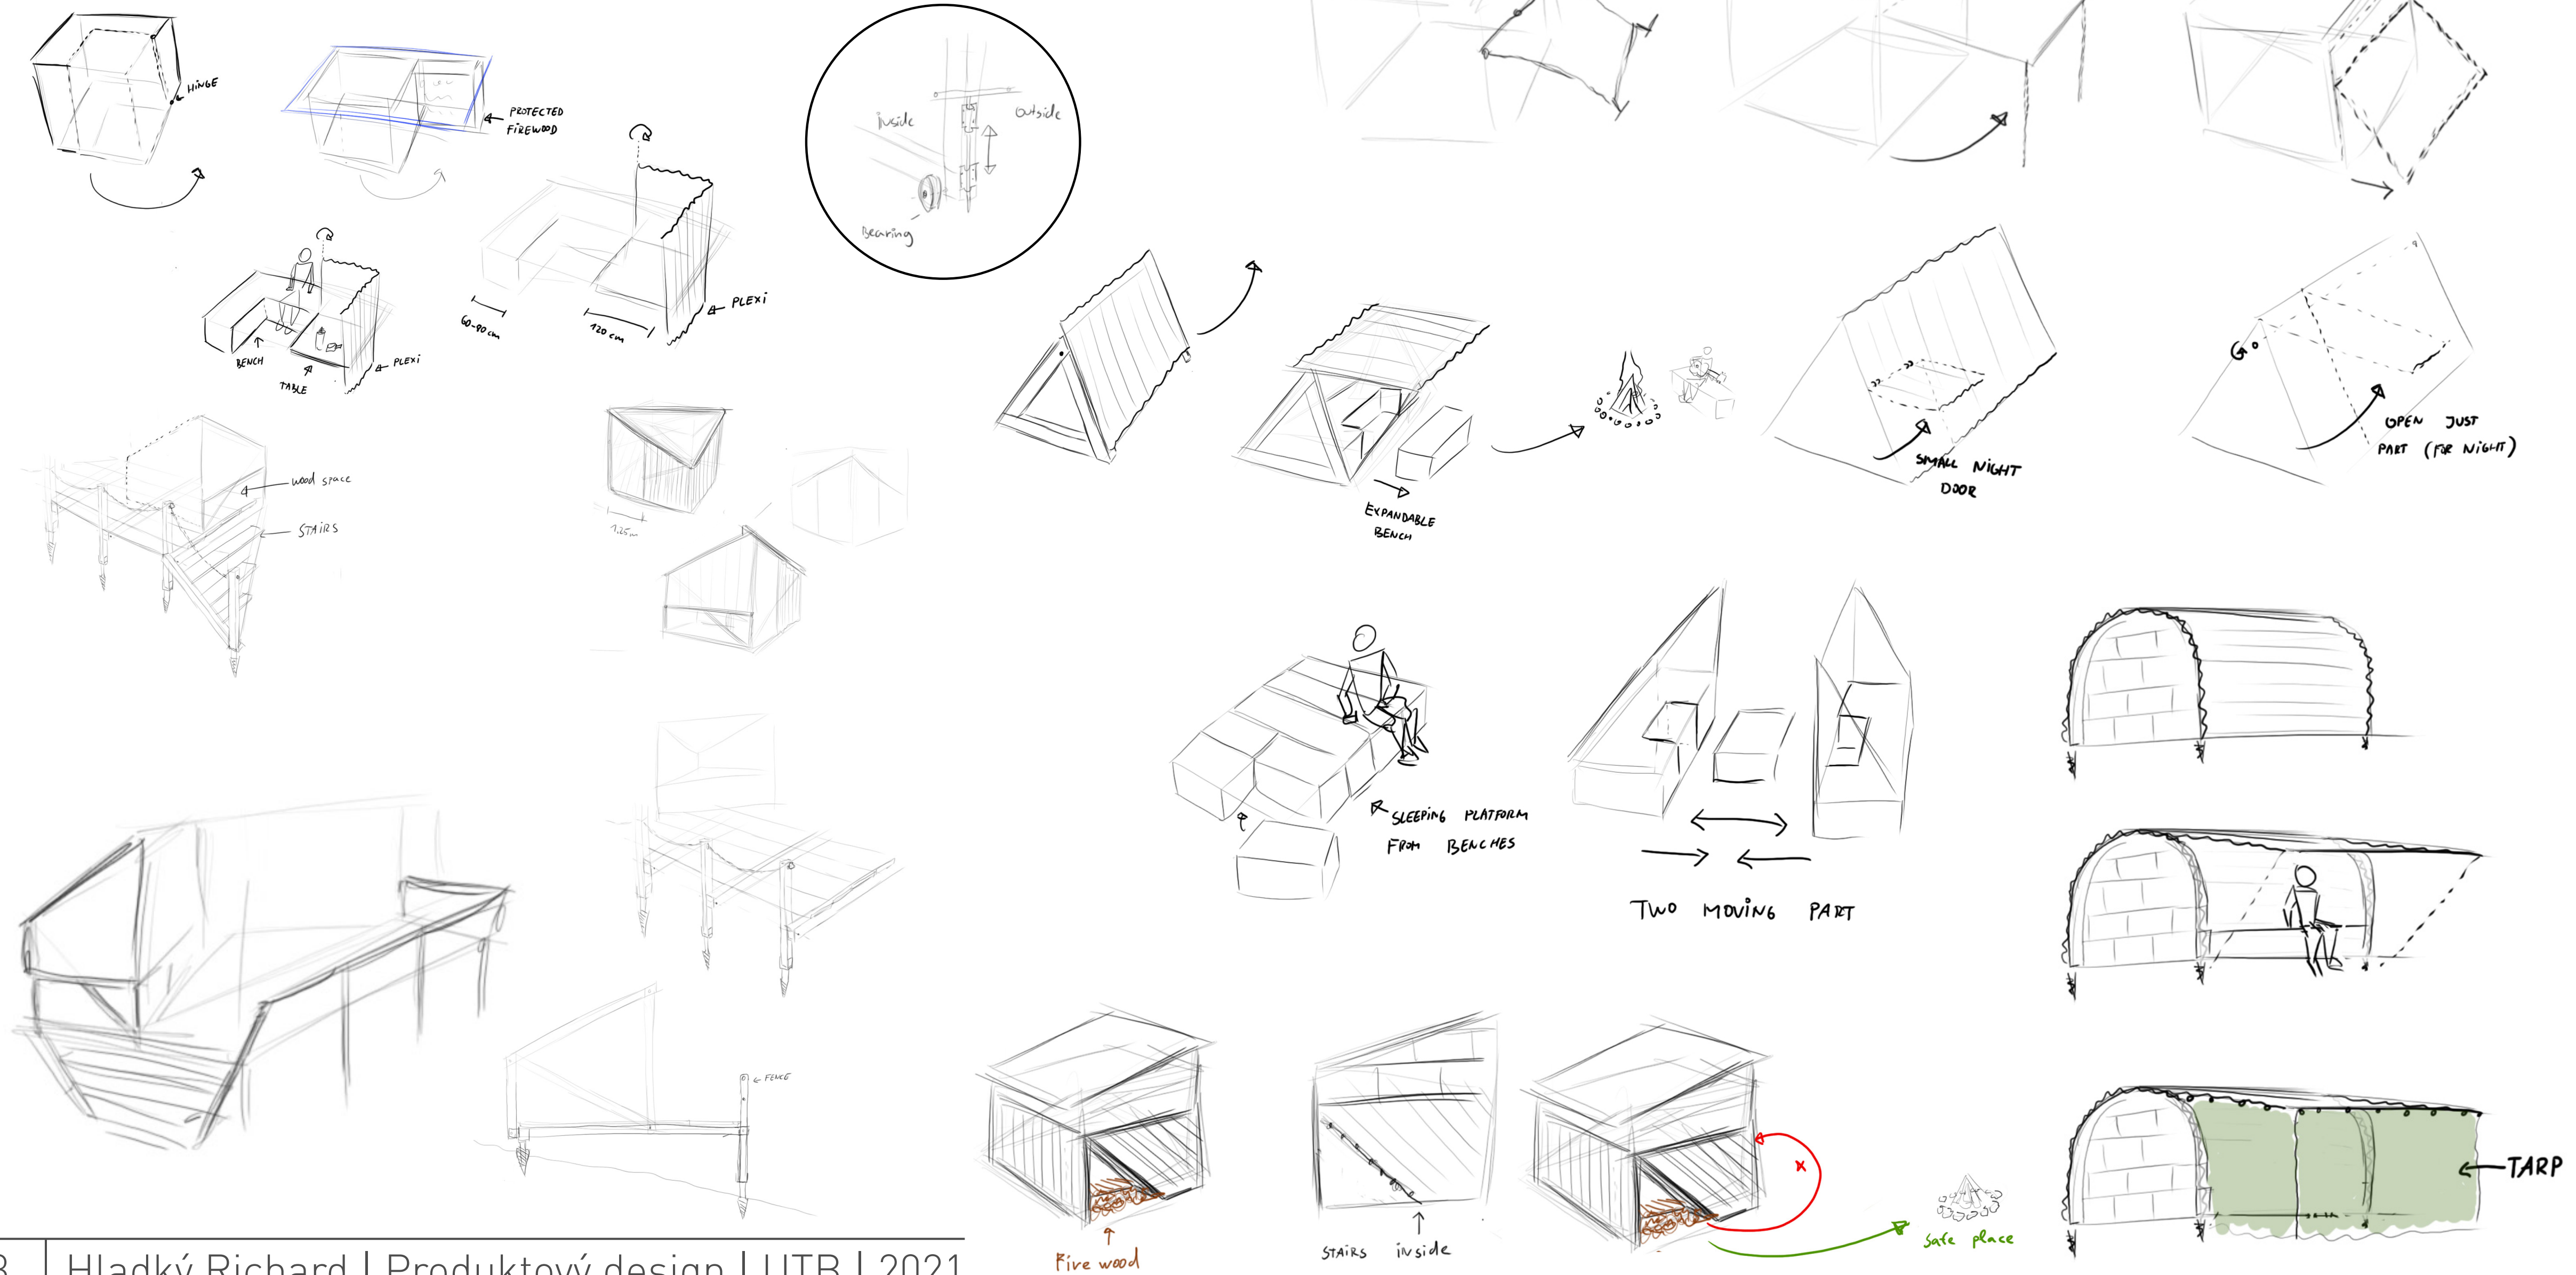 HINGE
PROTECTED
FIREWOOD
inside
outside
Bearing
60-80 cm
120 cm
PLEXI
BENCH
TABLE
PLEXI
wood space
STAIRS
1,25m
EXPANDABLE
BENCH
SMALL NIGHT
DOOR
OPEN JUST
PART (FOR NIGHT)
SLEEPING PLATFORM
FROM BENCHES
TWO MOVING PART
FENCE
Fire wood
STAIRS inside
x
Safe place
TARP
Hladký Richard | Produktový design | UTB | 2021